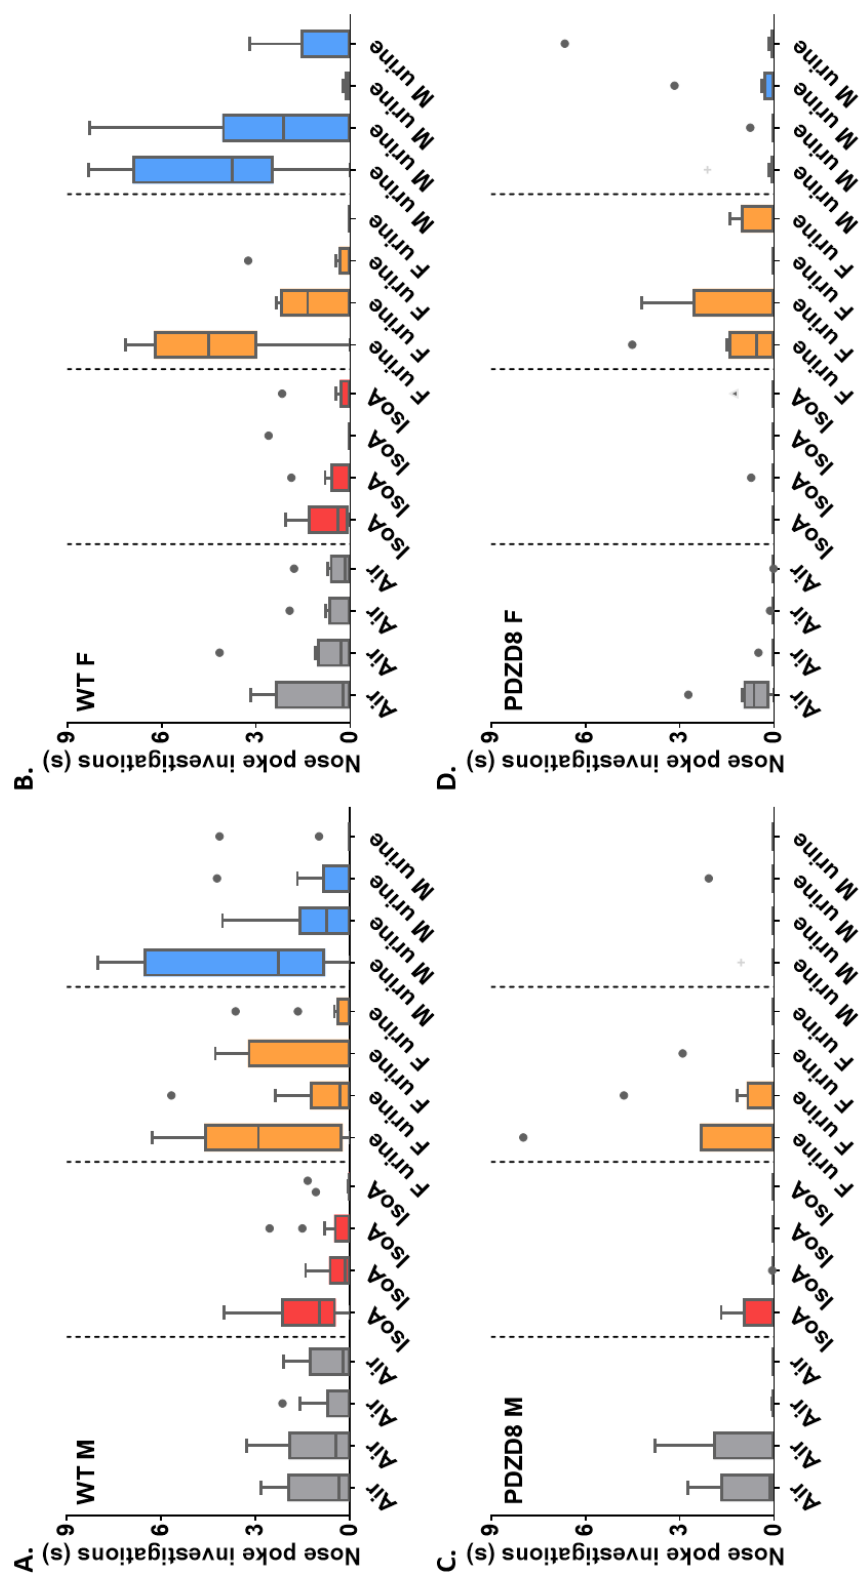 A.
WT M
Nose poke investigations (s)
9
6
3
0
Air
Air
Air
Air
IsoA
IsoA
IsoA
IsoA
F urine
F urine
F urine
F urine
M urine
M urine
M urine
M urine
B.
WT F
Nose poke investigations (s)
9
6
3
0
Air
Air
Air
Air
IsoA
IsoA
IsoA
IsoA
F urine
F urine
F urine
F urine
M urine
M urine
M urine
M urine
C.
PDZD8 M
Nose poke investigations (s)
9
6
3
0
Air
Air
Air
Air
IsoA
IsoA
IsoA
IsoA
F urine
F urine
F urine
F urine
M urine
M urine
M urine
M urine
D.
PDZD8 F
Nose poke investigations (s)
9
6
3
0
Air
Air
Air
Air
IsoA
IsoA
IsoA
IsoA
F urine
F urine
F urine
F urine
M urine
M urine
M urine
M urine